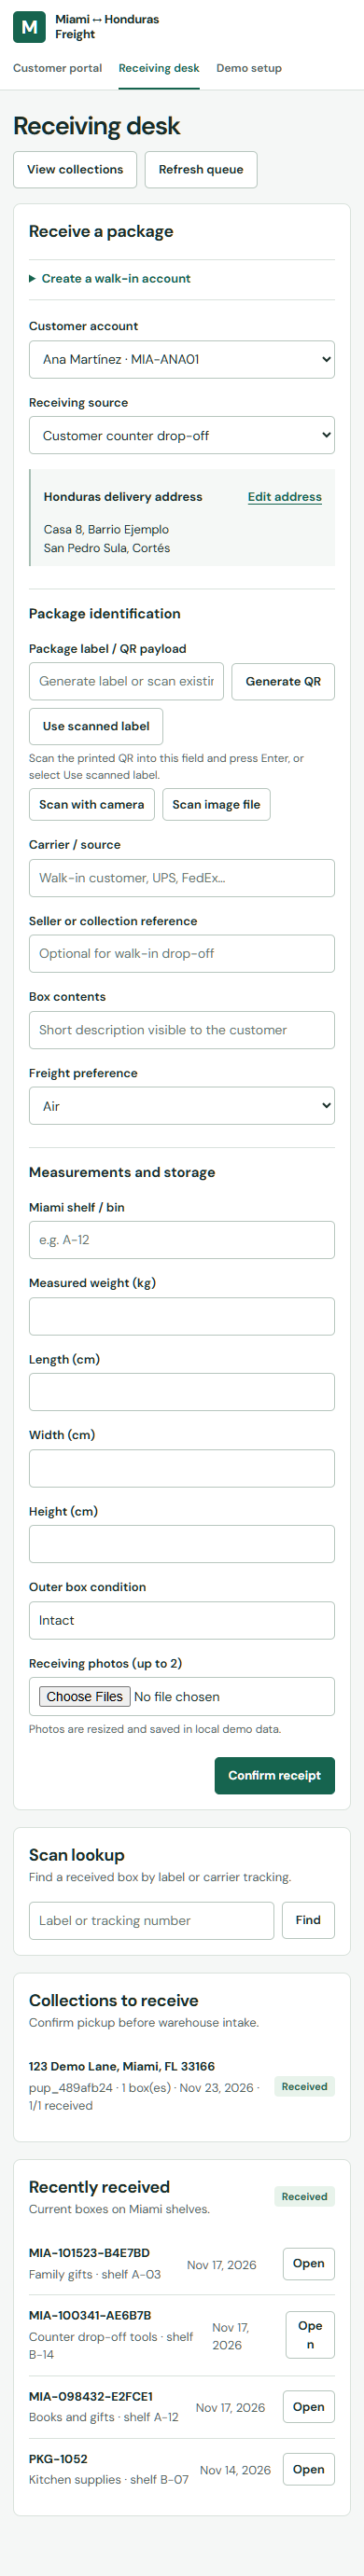 M
Miami ↔ Honduras
Freight
Customer portal Receiving desk Demo setup
Receiving desk
View collections Refresh queue
Receive a package
▶ Create a walk-in account
Customer account
Ana Martínez · MIA-ANA01
Receiving source
Customer counter drop-off
Honduras delivery address Edit address
Casa 8, Barrio Ejemplo
San Pedro Sula, Cortés
Package identification
Package label / QR payload
Generate label or scan existir Generate QR
Use scanned label
Scan the printed QR into this field and press Enter, or
select Use scanned label.
Scan with camera Scan image file
Carrier / source
Walk-in customer, UPS, FedEx...
Seller or collection reference
Optional for walk-in drop-off
Box contents
Short description visible to the customer
Freight preference
Air
Measurements and storage
Miami shelf / bin
e.g. A-12
Measured weight (kg)
Length (cm)
Width (cm)
Height (cm)
Outer box condition
Intact
Receiving photos (up to 2)
Choose Files No file chosen
Photos are resized and saved in local demo data.
Confirm receipt
Scan lookup
Find a received box by label or carrier tracking.
Label or tracking number Find
Collections to receive
Confirm pickup before warehouse intake.
123 Demo Lane, Miami, FL 33166
pup_489afb24 · 1 box(es) · Nov 23, 2026 ·
1/1 received
Received
Recently received
Current boxes on Miami shelves.
Received
MIA-101523-B4E7BD
Family gifts · shelf A-03
Nov 17, 2026
Open
MIA-100341-AE6B7B
Counter drop-off tools · shelf
B-14
Nov 17,
2026
Ope
n
MIA-098432-E2FCE1
Books and gifts · shelf A-12
Nov 17, 2026
Open
PKG-1052
Kitchen supplies · shelf B-07
Nov 14, 2026
Open